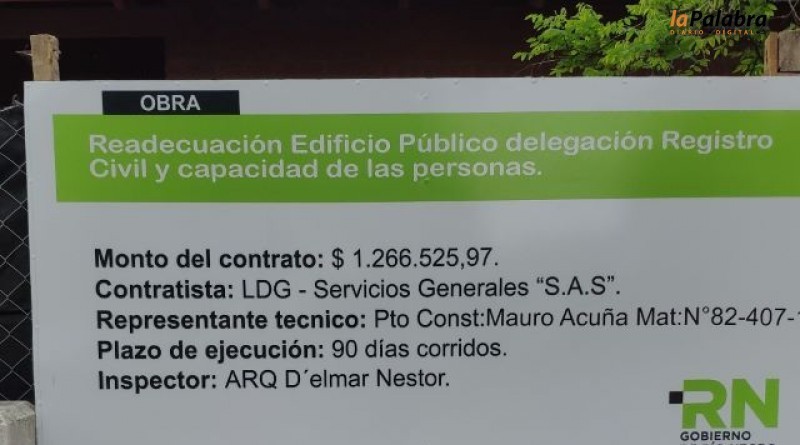 laPalabra
DIARIO DIGITAL
OBRA
Readecuación Edificio Público delegación Registro
Civil y capacidad de las personas.
Monto del contrato: $ 1.266.525,97.
Contratista: LDG - Servicios Generales “S.A.S”.
Representante tecnico: Pto Const:Mauro Acuña Mat:N°82-407-1
Plazo de ejecución: 90 días corridos.
Inspector: ARQ D´elmar Nestor.
RN
GOBIERNO